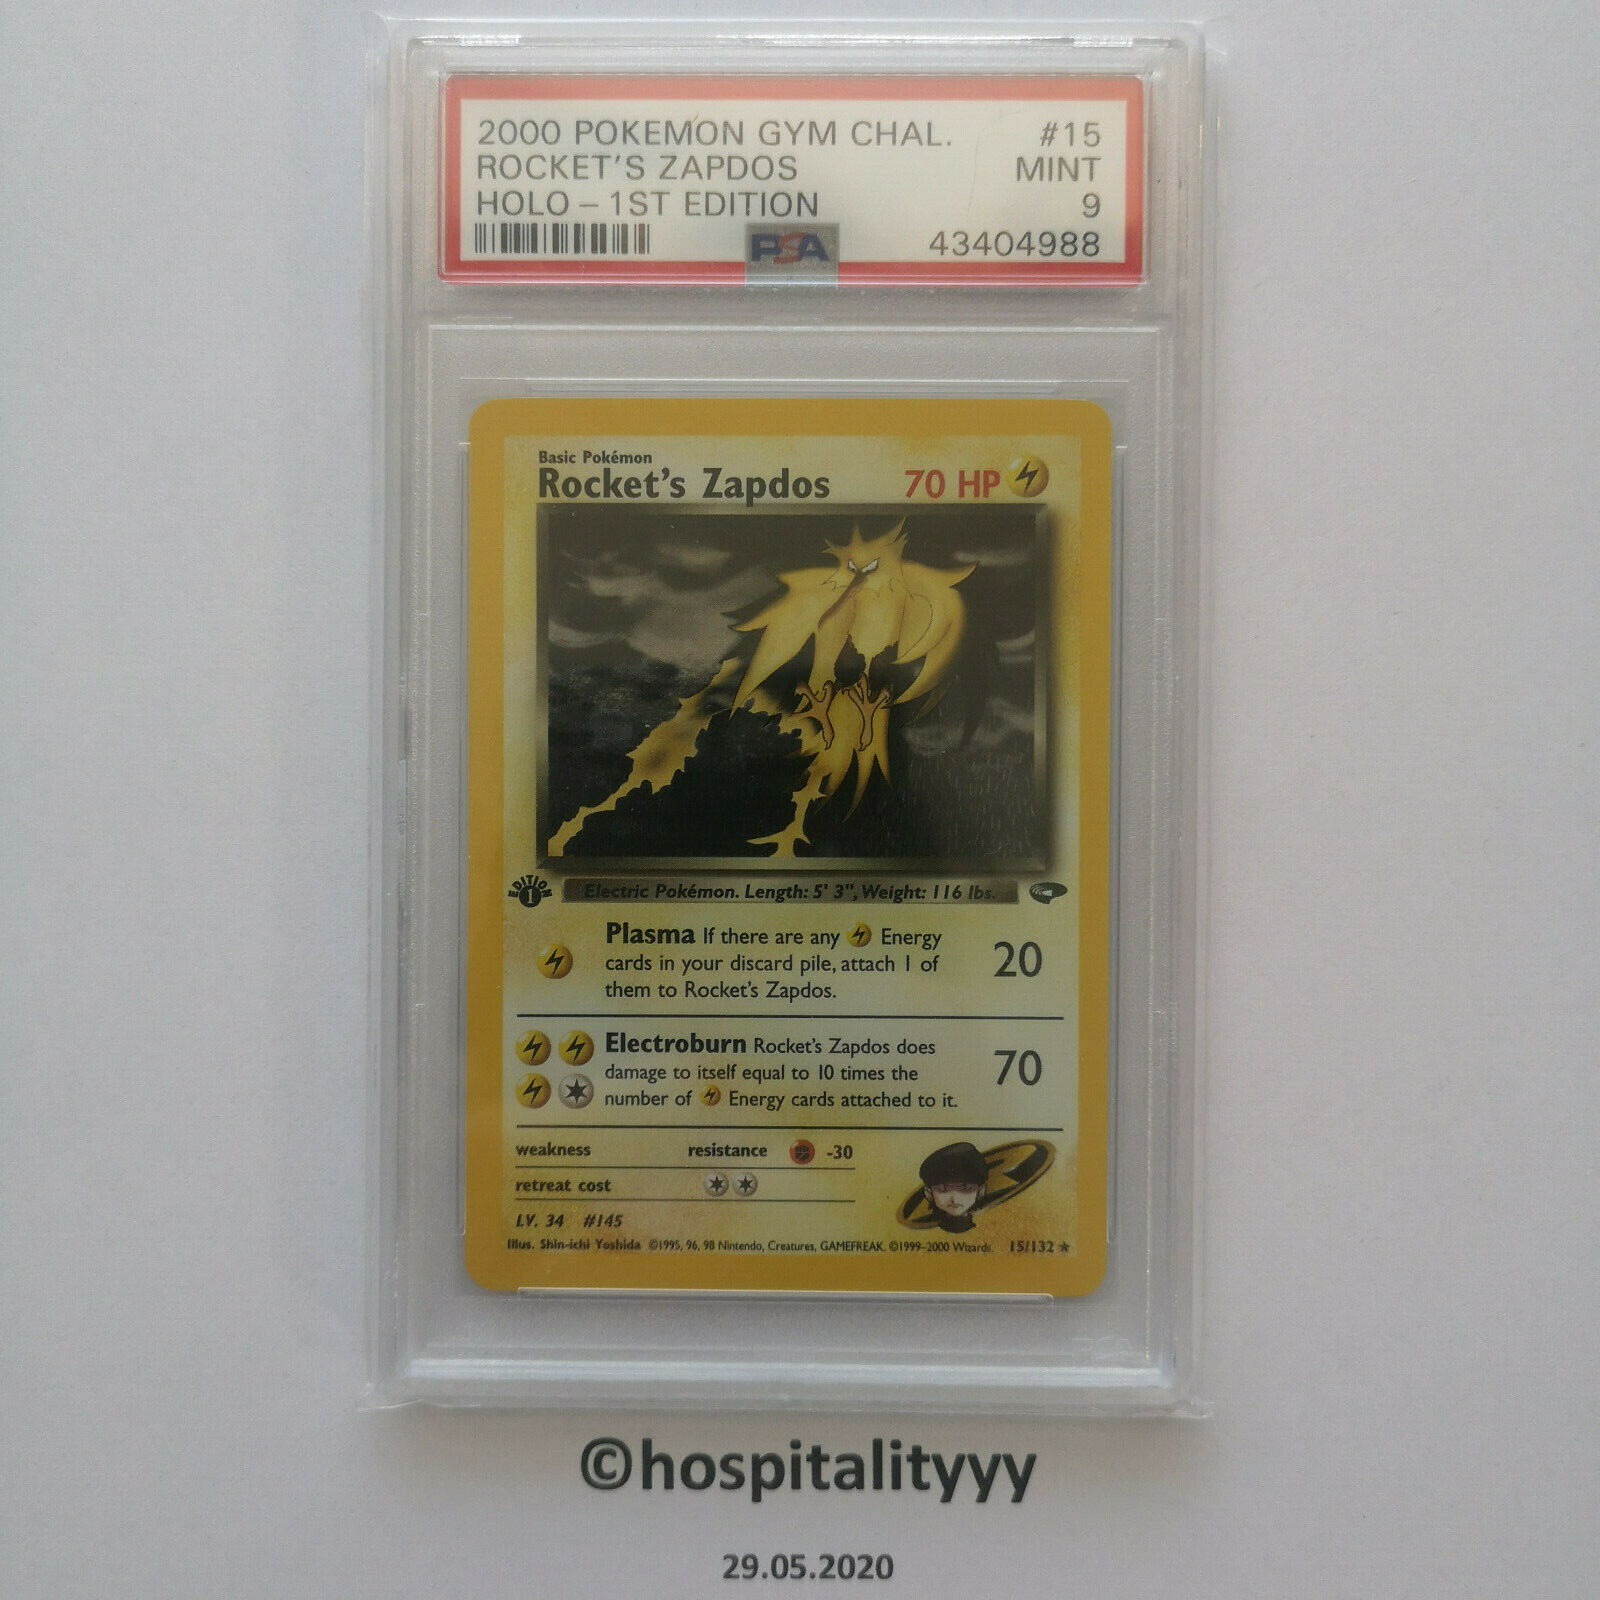 2000 POKEMON GYM CHAL. #15
ROCKET'S ZAPDOS MINT
HOLO – 1ST EDITION 9
PSA 43404988
Basic Pokémon
Rocket's Zapdos 70 HP
EDITION 1
Electric Pokémon. Length: 5' 3", Weight: 116 lbs.
Plasma If there are any Energy
cards in your discard pile, attach 1 of
them to Rocket's Zapdos.
20
Electroburn Rocket's Zapdos does
damage to itself equal to 10 times the
number of Energy cards attached to it.
70
weakness resistance -30
retreat cost
LV. 34 #145
Illus. Shin-ichi Yoshida ©1995, 96, 98 Nintendo, Creatures, GAMEFREAK. ©1999–2000 Wizards. 15/132 ★
©hospitalityyy
29.05.2020